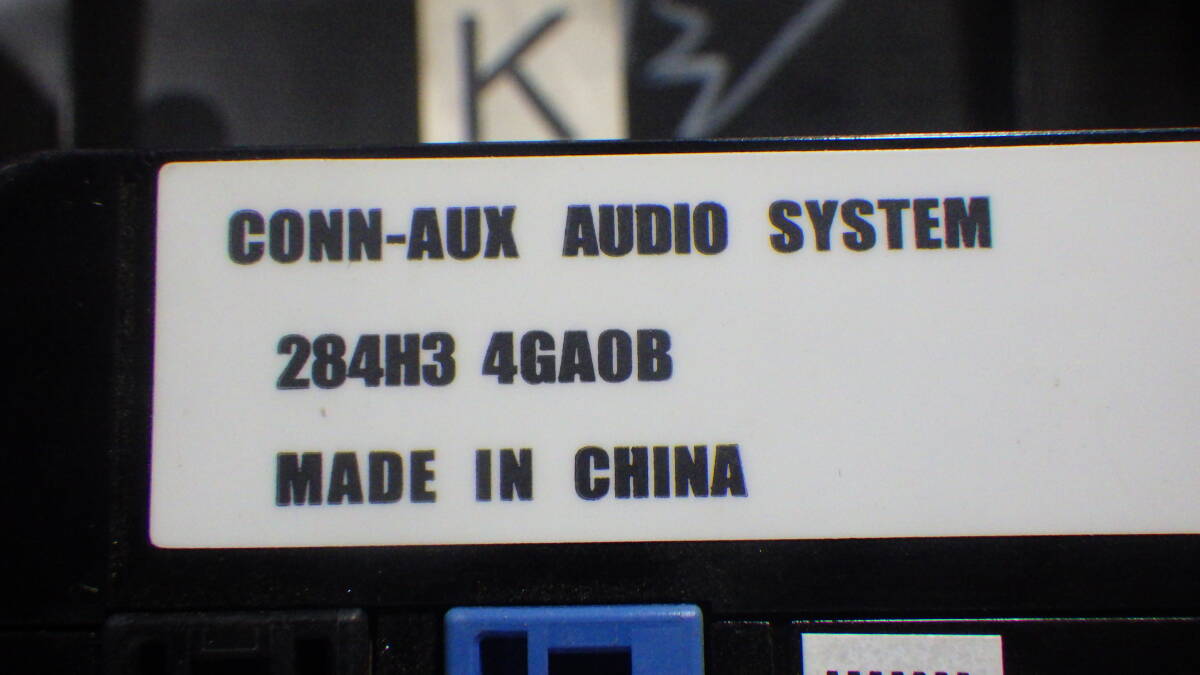 K
CONN-AUX AUDIO SYSTEM
284H3 4GA0B
MADE IN CHINA